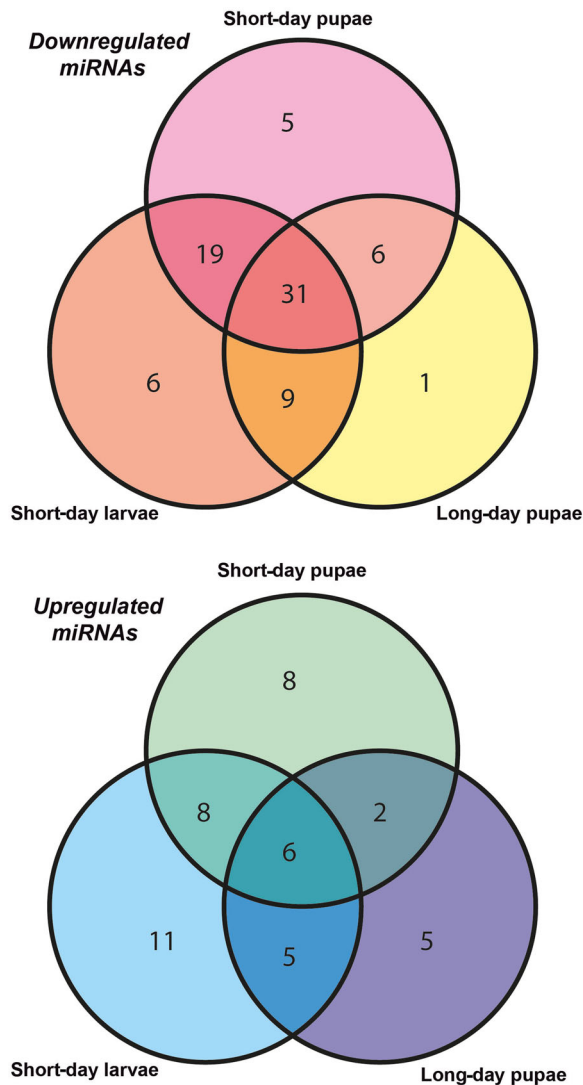 Short-day pupae
Downregulated
miRNAs
5
19
6
31
6
9
1
Short-day larvae
Long-day pupae
Short-day pupae
Upregulated
miRNAs
8
8
2
6
11
5
5
Short-day larvae
Long-day pupae